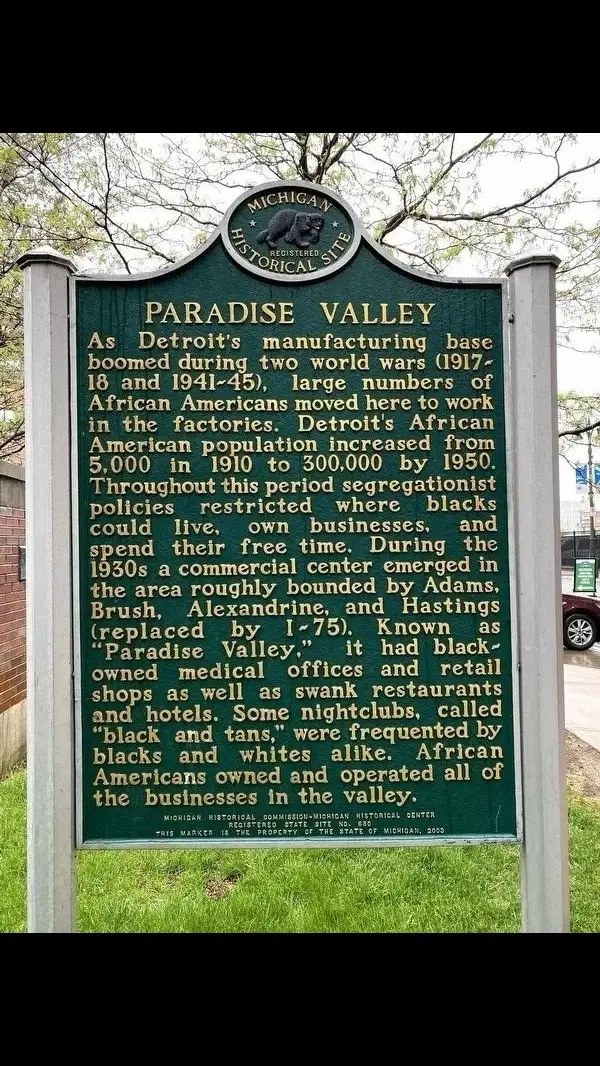 MICHIGAN
REGISTERED
HISTORICAL SITE
PARADISE VALLEY
As Detroit's manufacturing base
boomed during two world wars (1917-
18 and 1941-45), large numbers of
African Americans moved here to work
in the factories. Detroit's African
American population increased from
5,000 in 1910 to 300,000 by 1950.
Throughout this period segregationist
policies restricted where blacks
could live, own businesses, and
spend their free time. During the
1930s a commercial center emerged in
the area roughly bounded by Adams,
Brush, Alexandrine, and Hastings
(replaced by I-75). Known as
"Paradise Valley," it had black-
owned medical offices and retail
shops as well as swank restaurants
and hotels. Some nightclubs, called
"black and tans," were frequented by
blacks and whites alike. African
Americans owned and operated all of
the businesses in the valley.
MICHIGAN HISTORICAL COMMISSION-MICHIGAN HISTORICAL CENTER
REGISTERED STATE SITE NO. 680
THIS MARKER IS THE PROPERTY OF THE STATE OF MICHIGAN, 2003